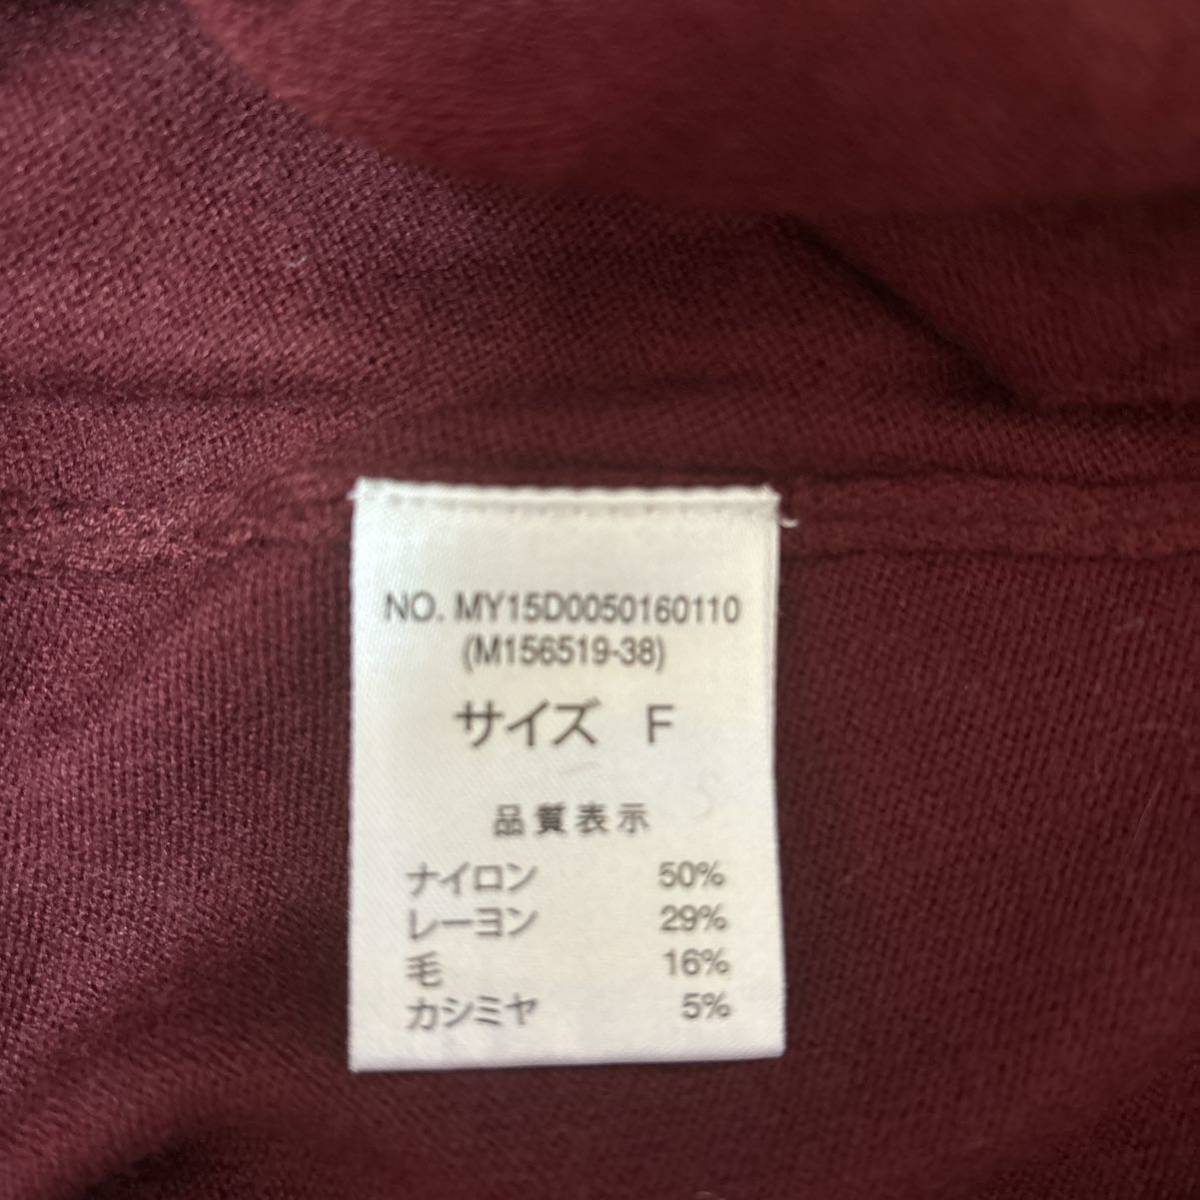 NO. MY15D0050160110
(M156519-38)
サイズ F
品質表示
ナイロン 50%
レーヨン 29%
毛 16%
カシミヤ 5%